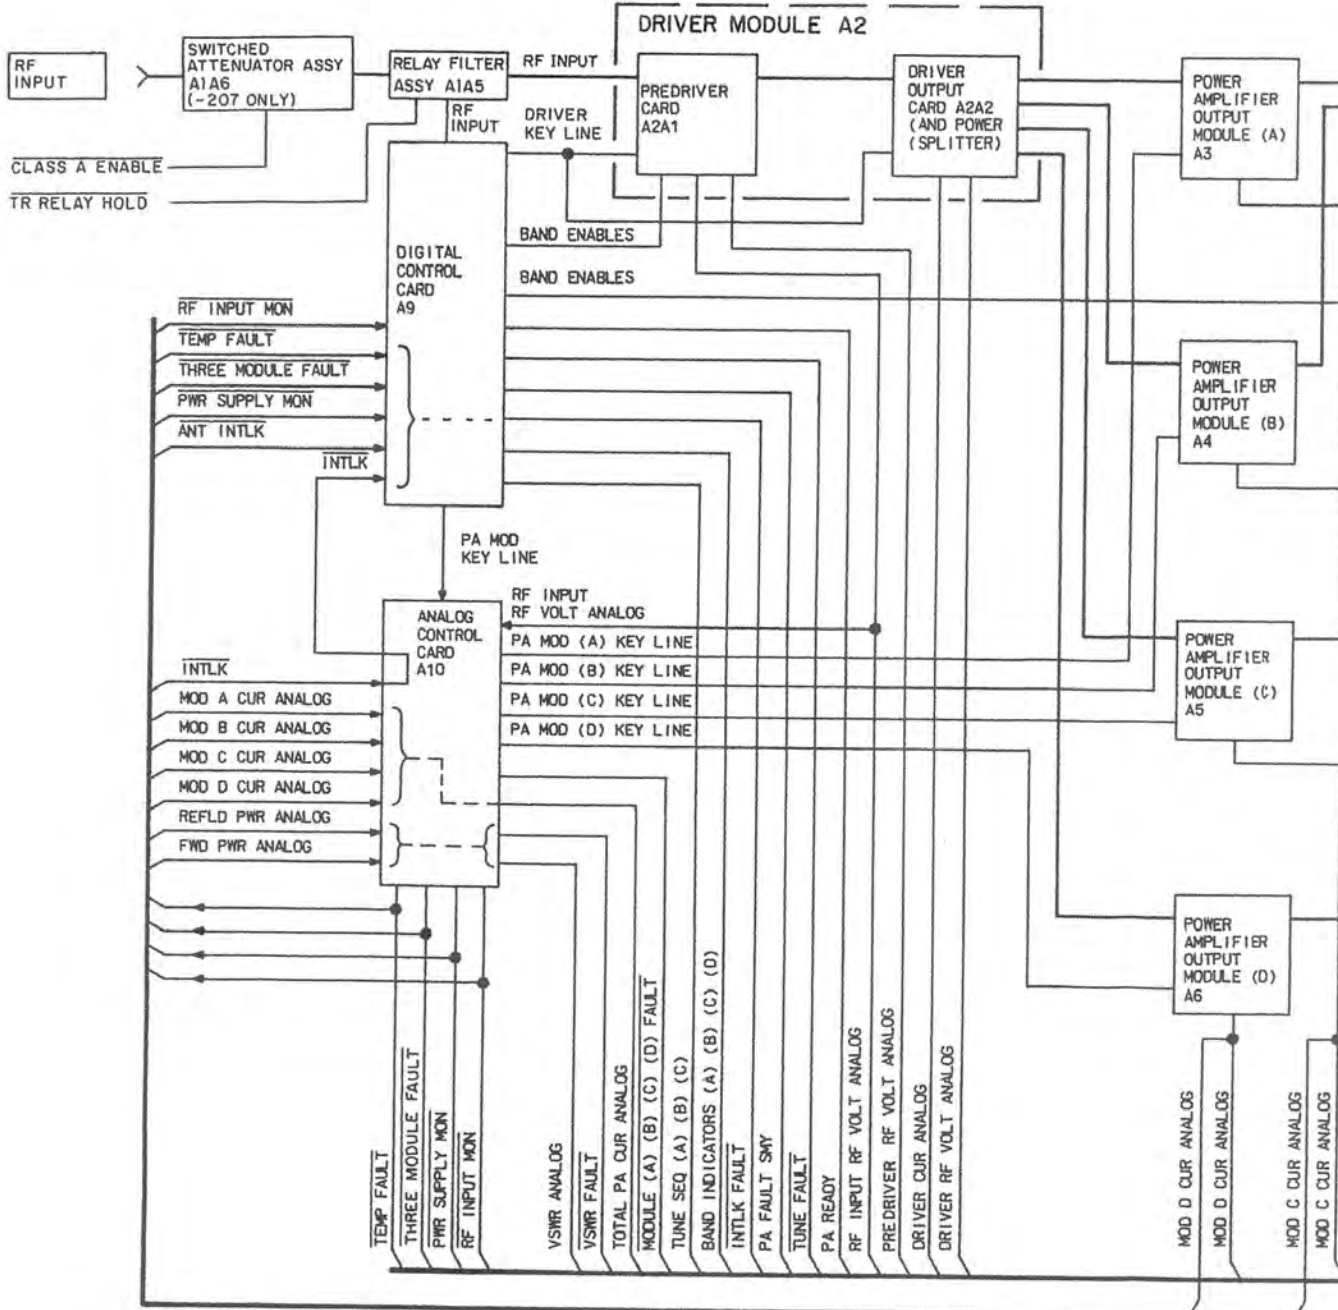 DRIVER MODULE A2
RF
INPUT
SWITCHED
ATTENUATOR ASSY
A1A6
(-207 ONLY)
RELAY FILTER
ASSY A1A5
RF INPUT
RF
INPUT
DRIVER
KEY LINE
PREDRIVER
CARD
A2A1
DRIVER
OUTPUT
CARD A2A2
(AND POWER
(SPLITTER)
POWER
AMPLIFIER
OUTPUT
MODULE (A)
A3
CLASS A ENABLE
TR RELAY HOLD
BAND ENABLES
BAND ENABLES
DIGITAL
CONTROL
CARD
A9
RF INPUT MON
TEMP FAULT
THREE MODULE FAULT
PWR SUPPLY MON
ANT INTLK
INTLK
POWER
AMPLIFIER
OUTPUT
MODULE (B)
A4
PA MOD
KEY LINE
ANALOG
CONTROL
CARD
A10
RF INPUT
RF VOLT ANALOG
PA MOD (A) KEY LINE
PA MOD (B) KEY LINE
PA MOD (C) KEY LINE
PA MOD (D) KEY LINE
POWER
AMPLIFIER
OUTPUT
MODULE (C)
A5
INTLK
MOD A CUR ANALOG
MOD B CUR ANALOG
MOD C CUR ANALOG
MOD D CUR ANALOG
REFLD PWR ANALOG
FWD PWR ANALOG
POWER
AMPLIFIER
OUTPUT
MODULE (D)
A6
TEMP FAULT
THREE MODULE FAULT
PWR SUPPLY MON
RF INPUT MON
VSWR ANALOG
VSWR FAULT
TOTAL PA CUR ANALOG
MODULE (A) (B) (C) (D) FAULT
TUNE SEQ (A) (B) (C)
BAND INDICATORS (A) (B) (C) (D)
INTLK FAULT
PA FAULT SMY
TUNE FAULT
PA READY
RF INPUT RF VOLT ANALOG
PREDRIVER RF VOLT ANALOG
DRIVER CUR ANALOG
DRIVER RF VOLT ANALOG
MOD D CUR ANALOG
MOD D CUR ANALOG
MOD C CUR ANALOG
MOD C CUR ANALOG